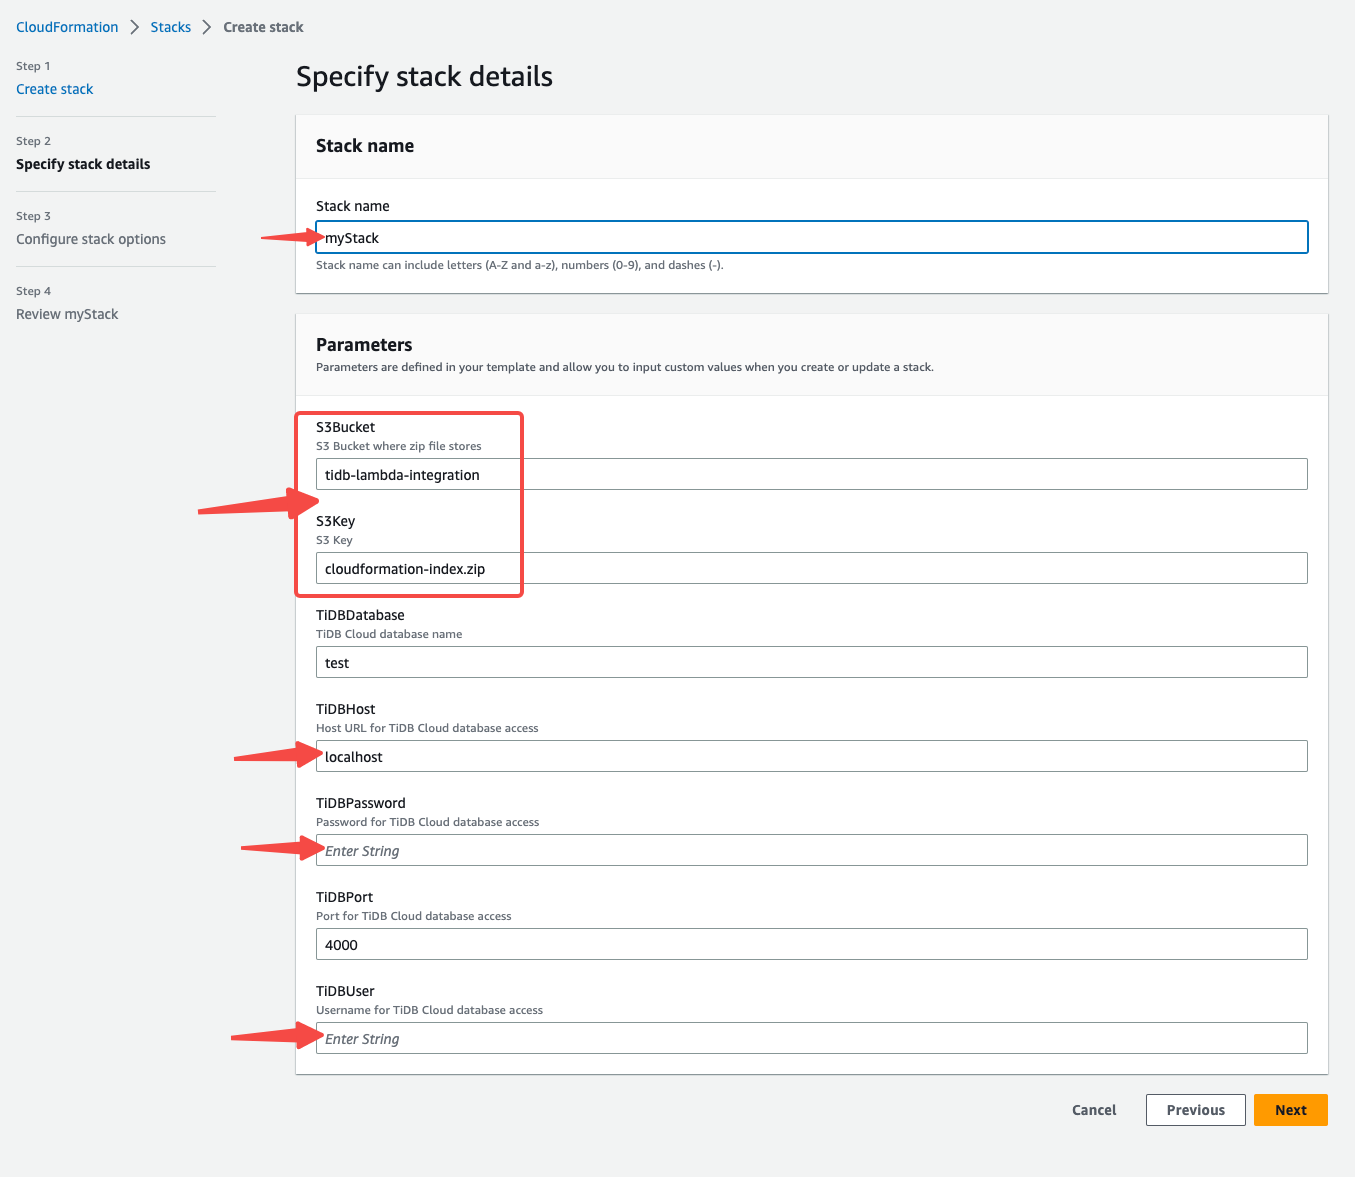 CloudFormation > Stacks > Create stack
Step 1
Create stack
Step 2
Specify stack details
Step 3
Configure stack options
Step 4
Review myStack
Specify stack details
Stack name
Stack name
myStack
Stack name can include letters (A-Z and a-z), numbers (0-9), and dashes (-).
Parameters
Parameters are defined in your template and allow you to input custom values when you create or update a stack.
S3Bucket
S3 Bucket where zip file stores
tidb-lambda-integration
S3Key
S3 Key
cloudformation-index.zip
TiDBDatabase
TiDB Cloud database name
test
TiDBHost
Host URL for TiDB Cloud database access
localhost
TiDBPassword
Password for TiDB Cloud database access
Enter String
TiDBPort
Port for TiDB Cloud database access
4000
TiDBUser
Username for TiDB Cloud database access
Enter String
Cancel Previous Next